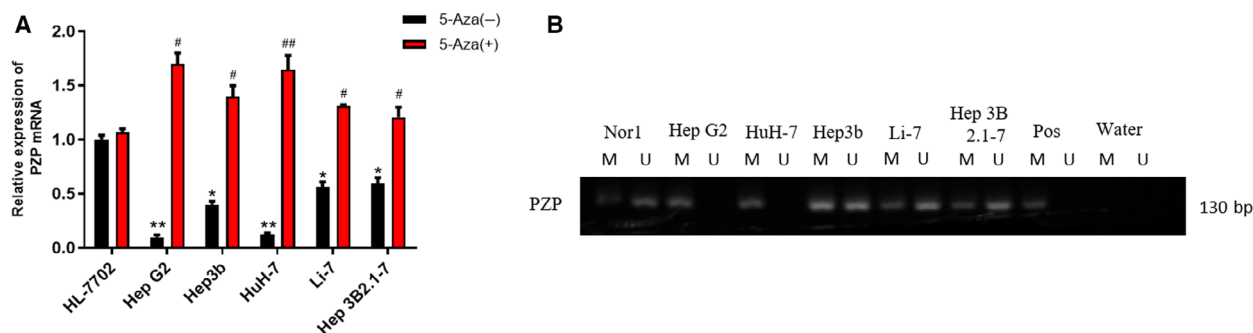 A
5-Aza(−)
5-Aza(+)
Relative expression of
PZP mRNA
2.0
1.5
1.0
0.5
0.0
** # * # ** ## * # * #
HL-7702
Hep G2
Hep3b
HuH-7
Li-7
Hep 3B2.1-7
B
Nor1 Hep G2 HuH-7 Hep3b Li-7 Hep 3B
2.1-7 Pos Water
M U M U M U M U M U M U M U M U
PZP 130 bp